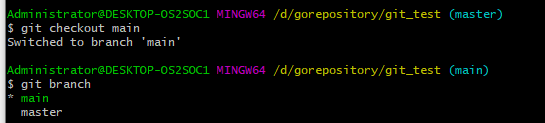 Administrator@DESKTOP-OS2SOC1 MINGW64 /d/gorepository/git_test (master)
$ git checkout main
Switched to branch 'main'
Administrator@DESKTOP-OS2SOC1 MINGW64 /d/gorepository/git_test (main)
$ git branch
* main
  master